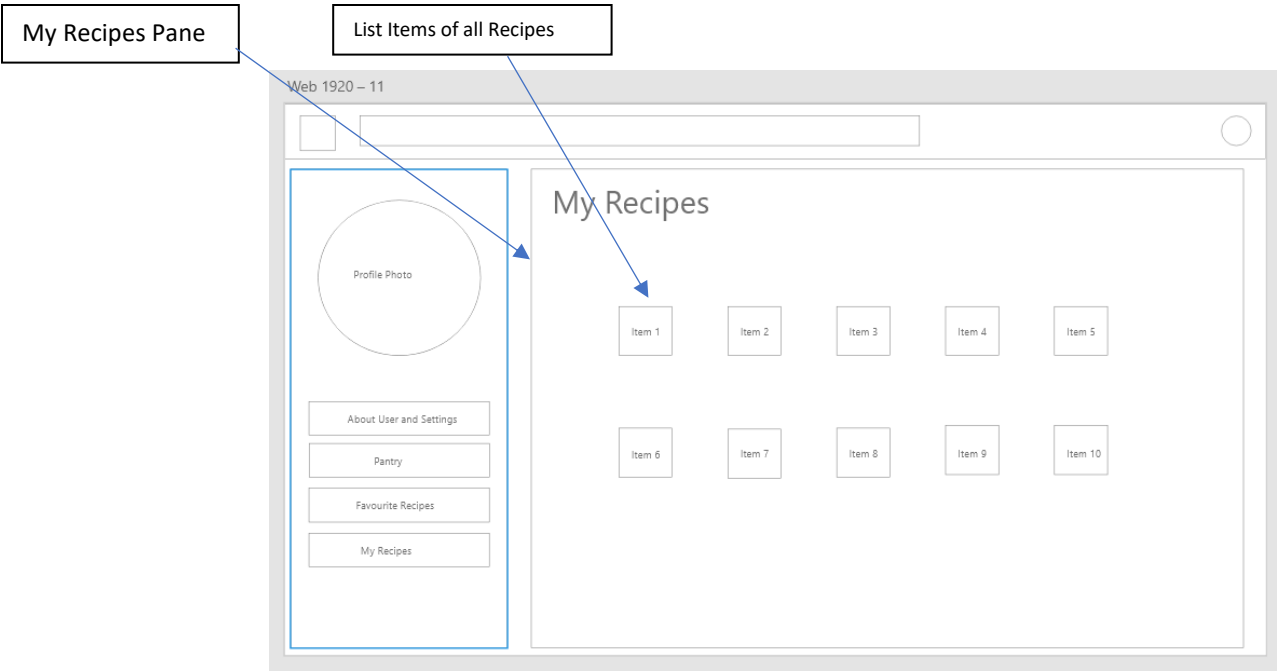 My Recipes Pane
List Items of all Recipes
Web 1920 – 11
My Recipes
Profile Photo
Item 1
Item 2
Item 3
Item 4
Item 5
About User and Settings
Pantry
Favourite Recipes
My Recipes
Item 6
Item 7
Item 8
Item 9
Item 10